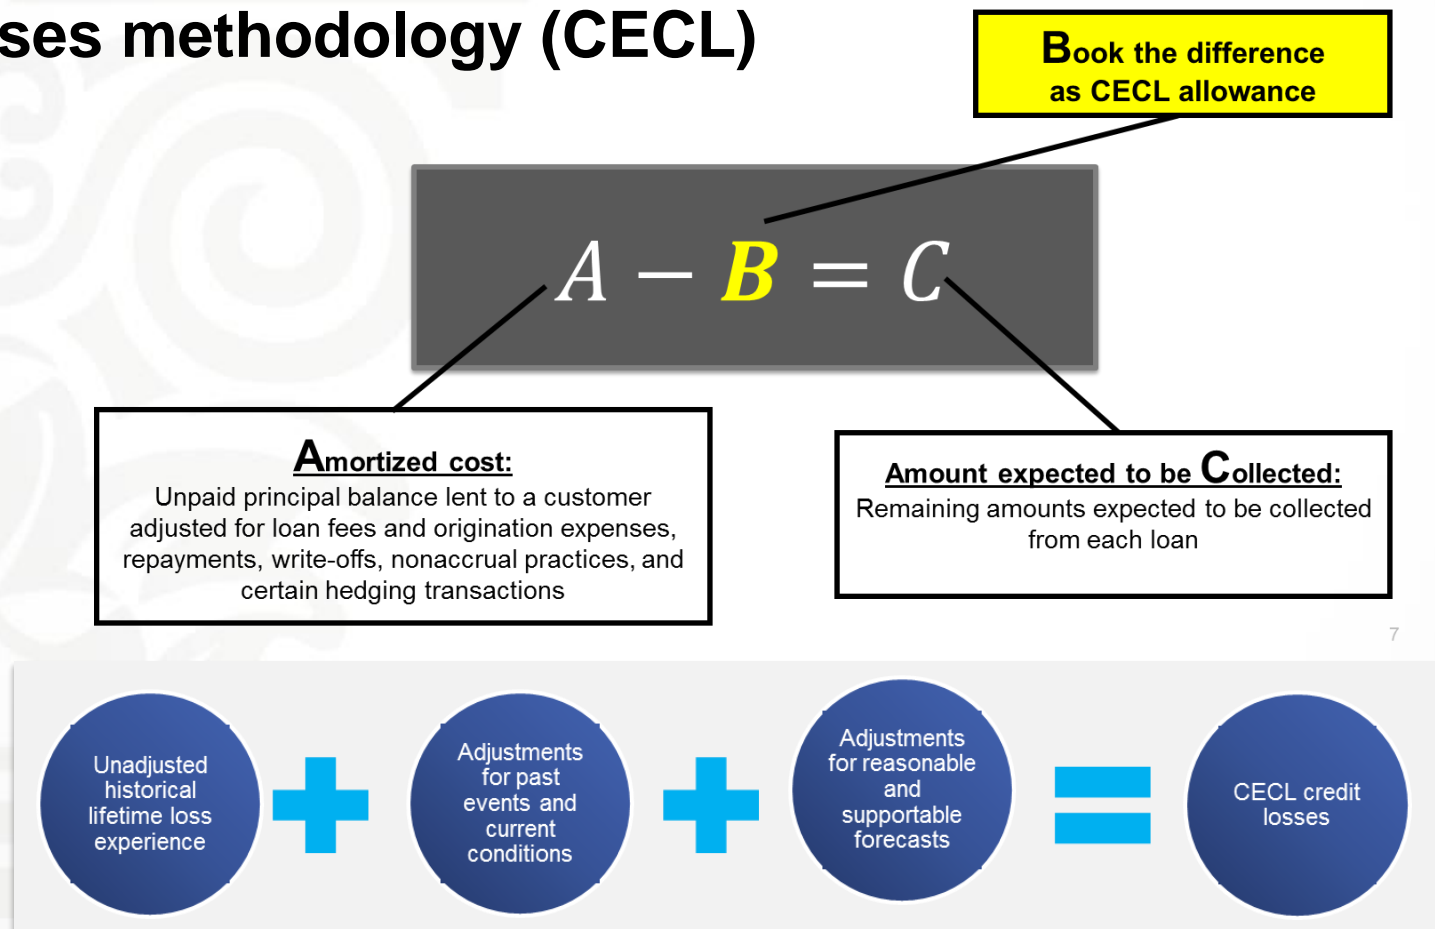 ses methodology (CECL)
Book the difference
as CECL allowance
A − B = C
Amortized cost:
Unpaid principal balance lent to a customer
adjusted for loan fees and origination expenses,
repayments, write-offs, nonaccrual practices, and
certain hedging transactions
Amount expected to be Collected:
Remaining amounts expected to be collected
from each loan
7
Unadjusted
historical
lifetime loss
experience
Adjustments
for past
events and
current
conditions
Adjustments
for reasonable
and
supportable
forecasts
CECL credit
losses